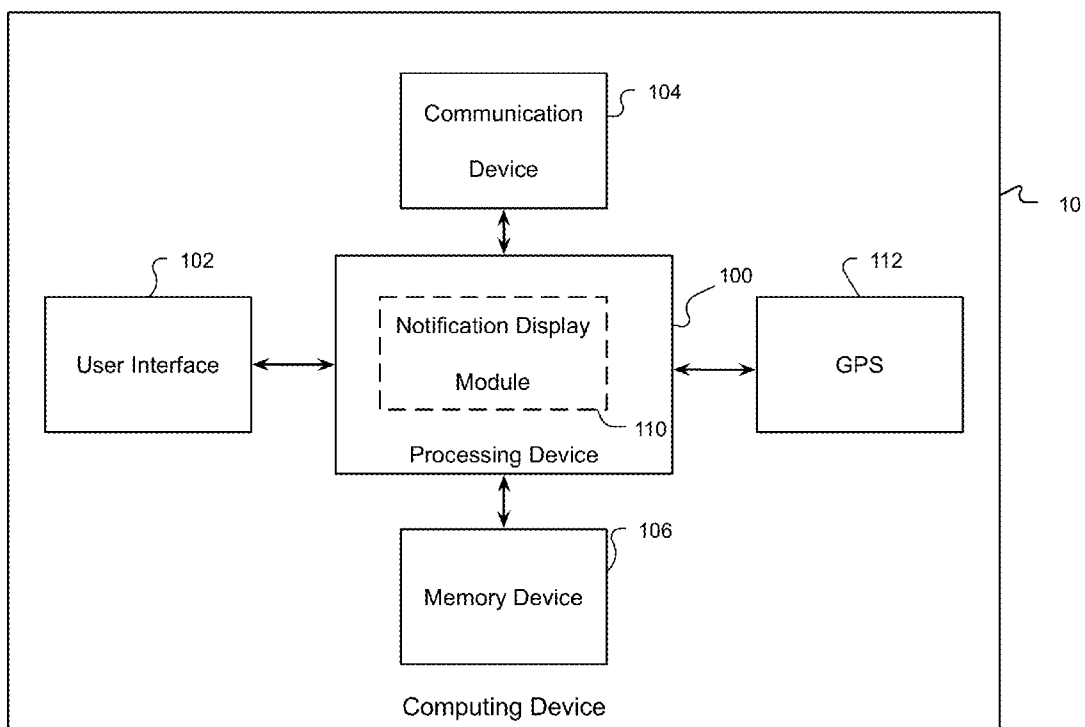 Communication
Device
104
10
102
User Interface
Notification Display
Module
110
Processing Device
100
112
GPS
106
Memory Device
Computing Device